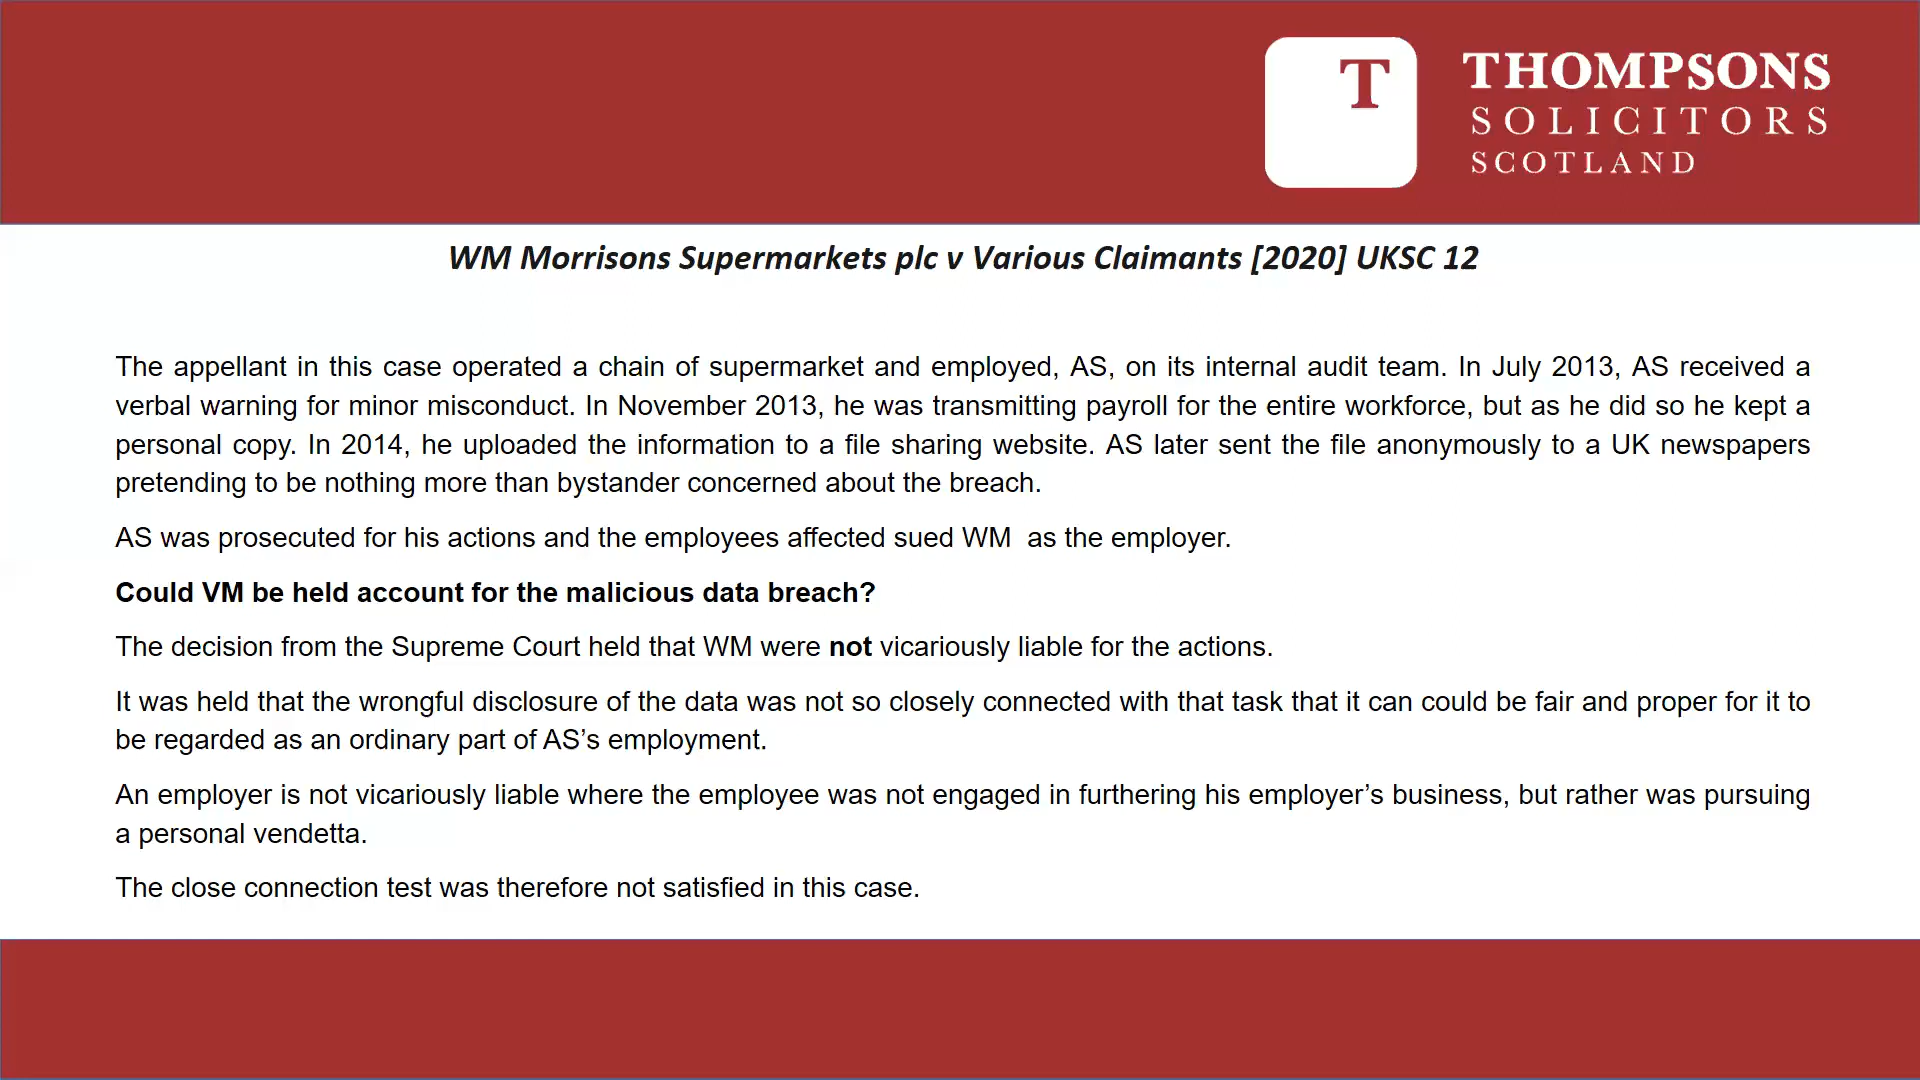 T
THOMPSONS
SOLICITORS
SCOTLAND
WM Morrisons Supermarkets plc v Various Claimants [2020] UKSC 12
The appellant in this case operated a chain of supermarket and employed, AS, on its internal audit team. In July 2013, AS received a
verbal warning for minor misconduct. In November 2013, he was transmitting payroll for the entire workforce, but as he did so he kept a
personal copy. In 2014, he uploaded the information to a file sharing website. AS later sent the file anonymously to a UK newspapers
pretending to be nothing more than bystander concerned about the breach.
AS was prosecuted for his actions and the employees affected sued WM  as the employer.
Could VM be held account for the malicious data breach?
The decision from the Supreme Court held that WM were not vicariously liable for the actions.
It was held that the wrongful disclosure of the data was not so closely connected with that task that it can could be fair and proper for it to
be regarded as an ordinary part of AS’s employment.
An employer is not vicariously liable where the employee was not engaged in furthering his employer’s business, but rather was pursuing
a personal vendetta.
The close connection test was therefore not satisfied in this case.